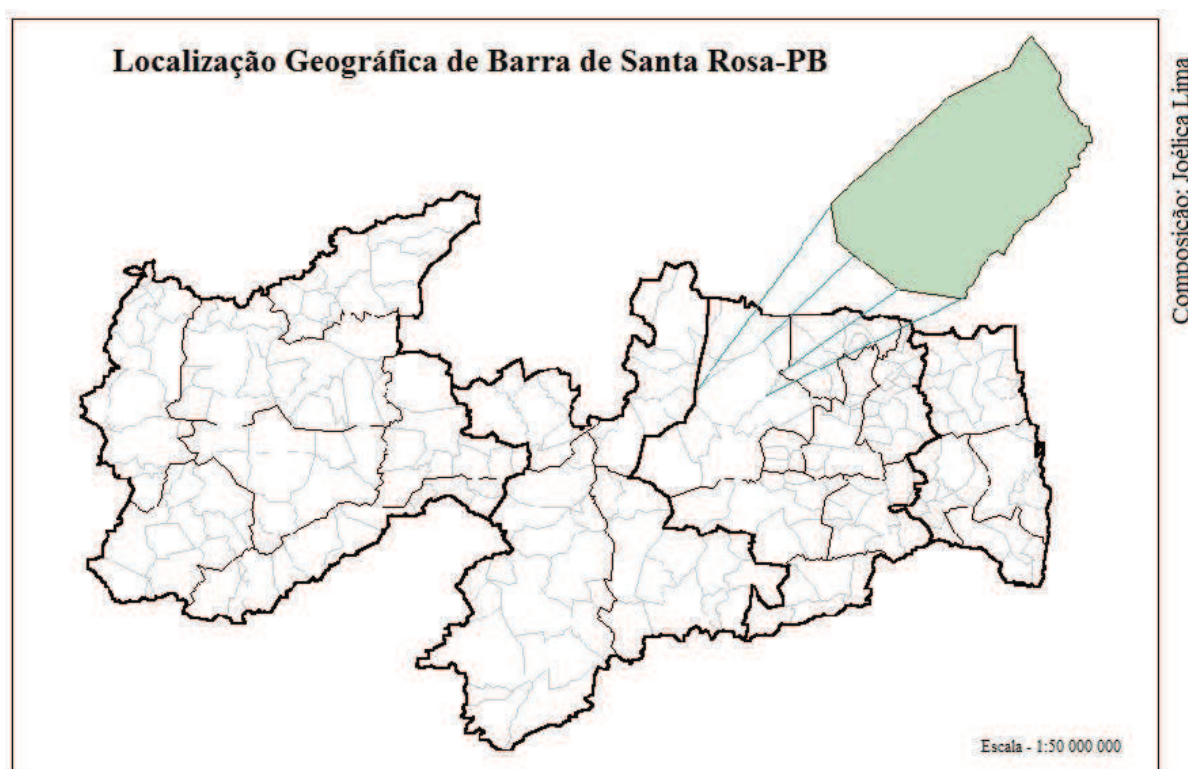 Localização Geográfica de Barra de Santa Rosa-PB
Composição: Joélica Lima
Escala - 1:50 000 000